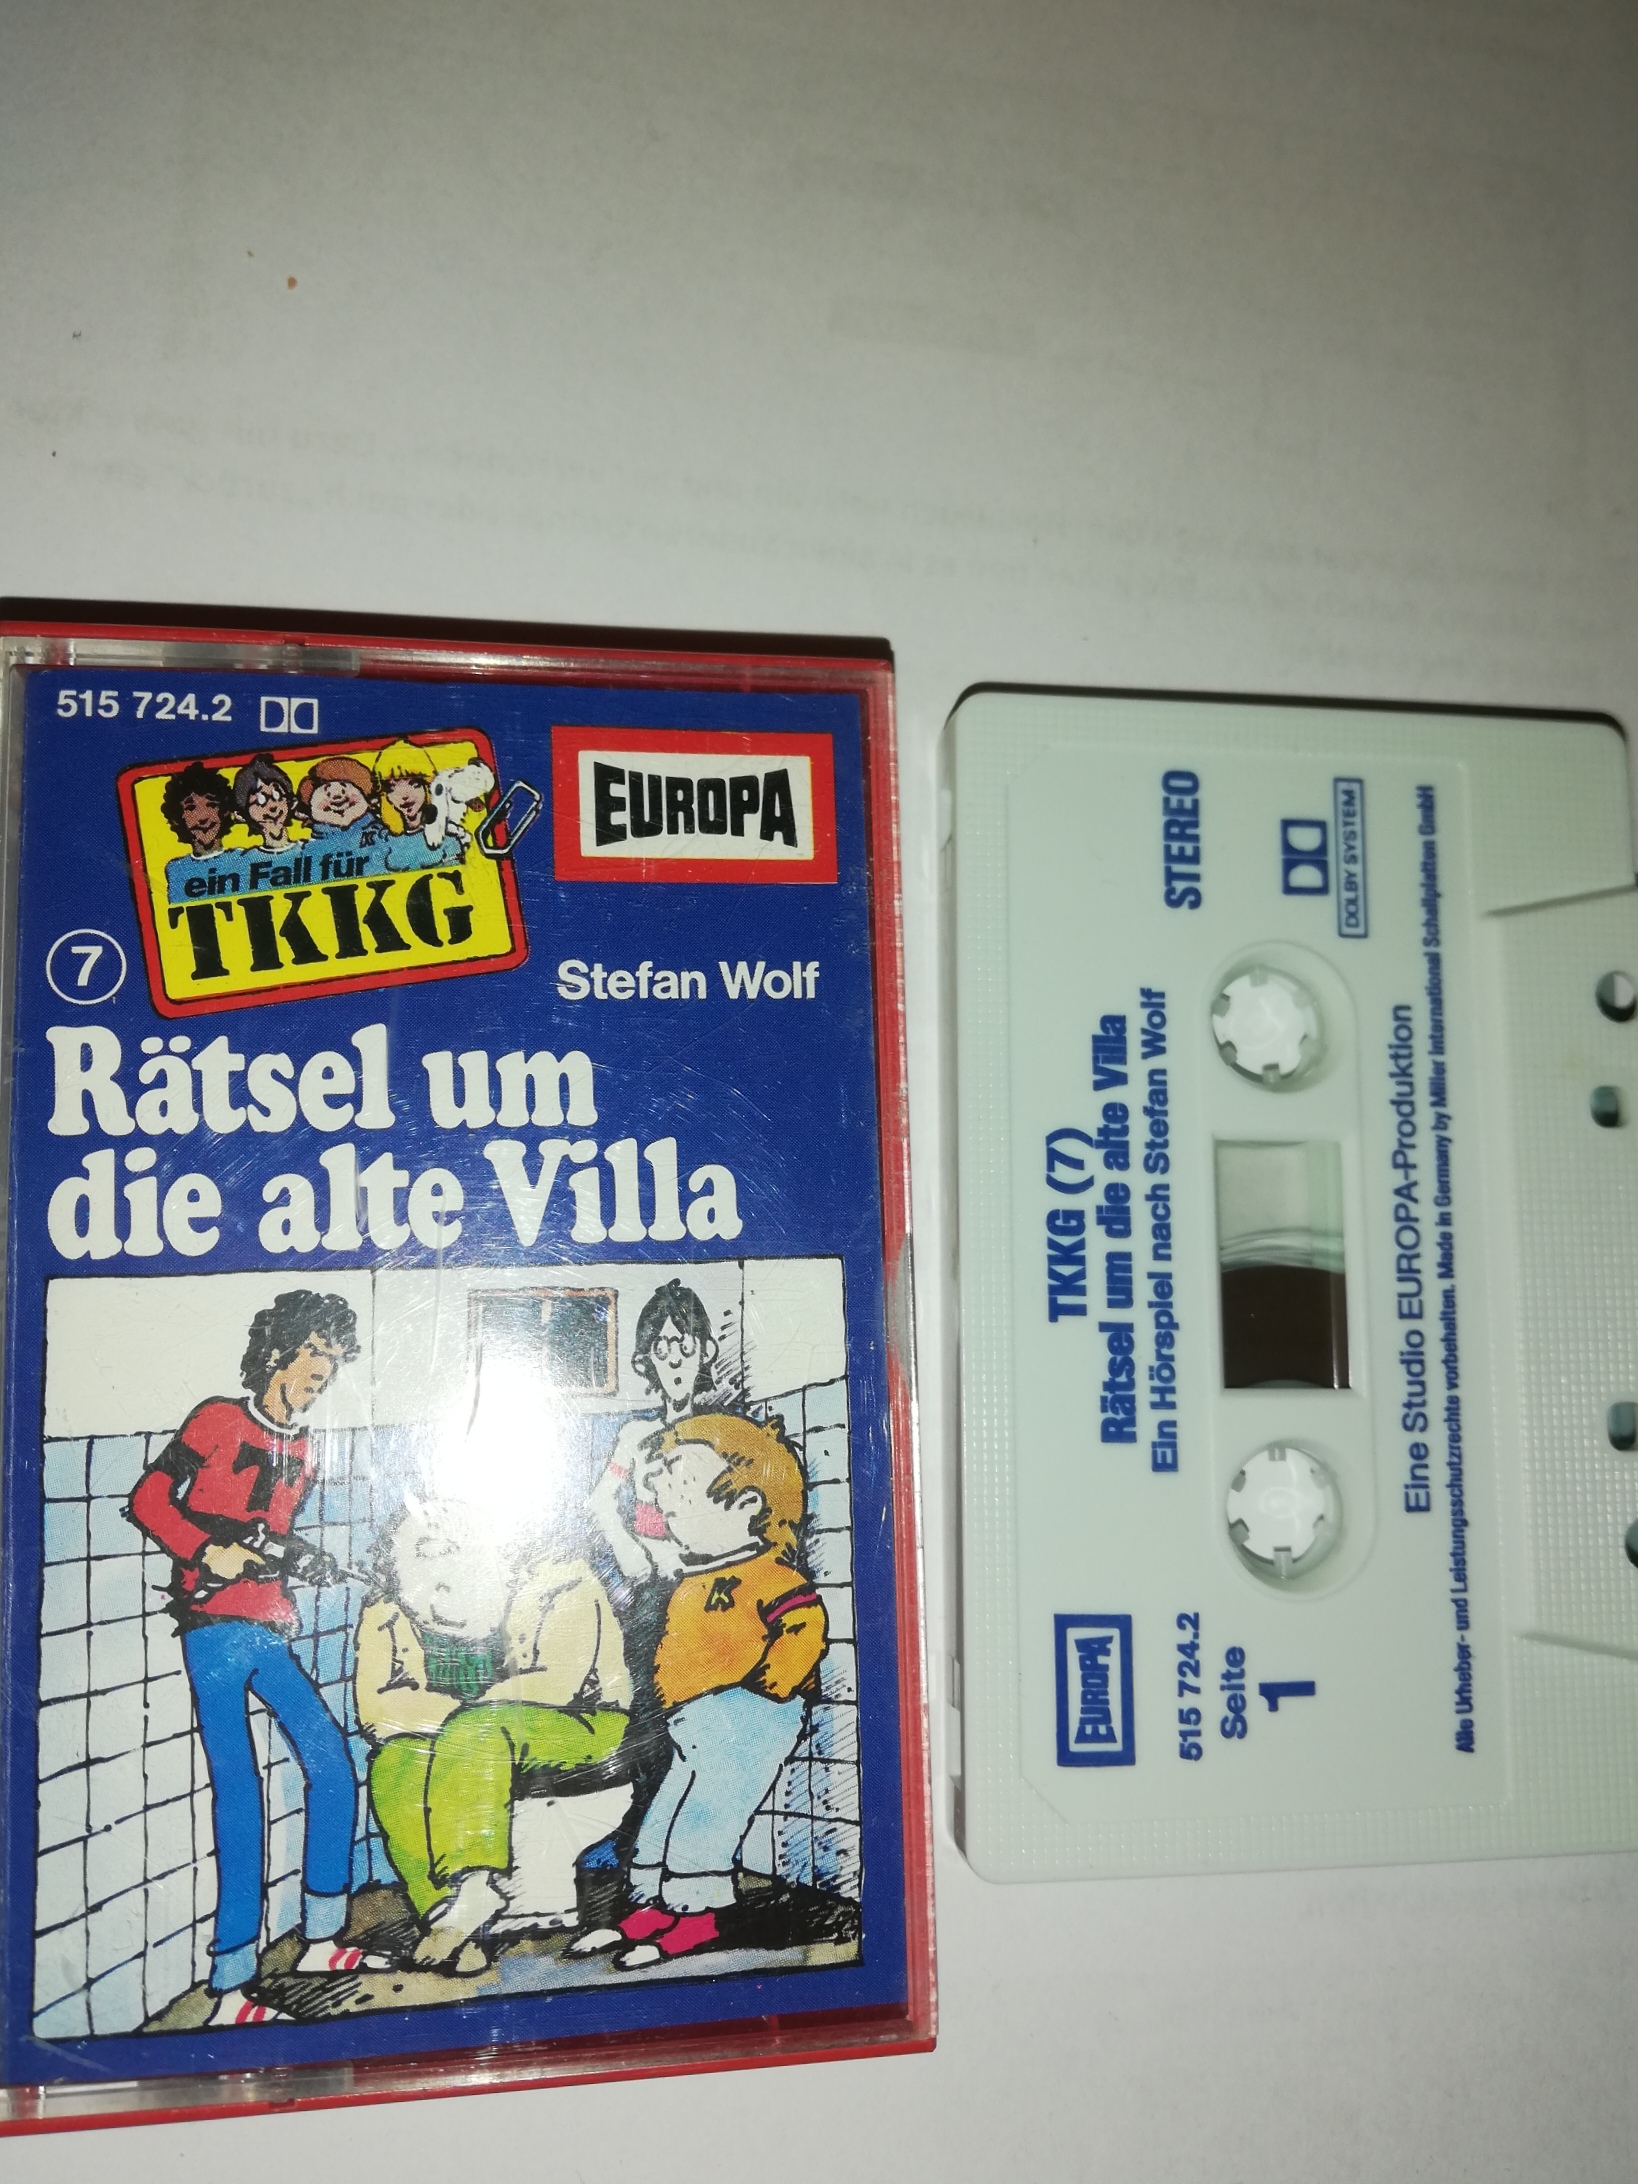 515 724.2
ein Fall für
TKKG
EUROPA
7
Stefan Wolf
Rätsel um
die alte Villa
T
K
TKKG (7)
Rätsel um die alte Villa
Ein Hörspiel nach Stefan Wolf
STEREO
EUROPA
515 724.2
Seite
1
DOLBY SYSTEM
Eine Studio EUROPA-Produktion
Alle Urheber- und Leistungsschutzrechte vorbehalten. Made in Germany by Miller International Schallplatten GmbH